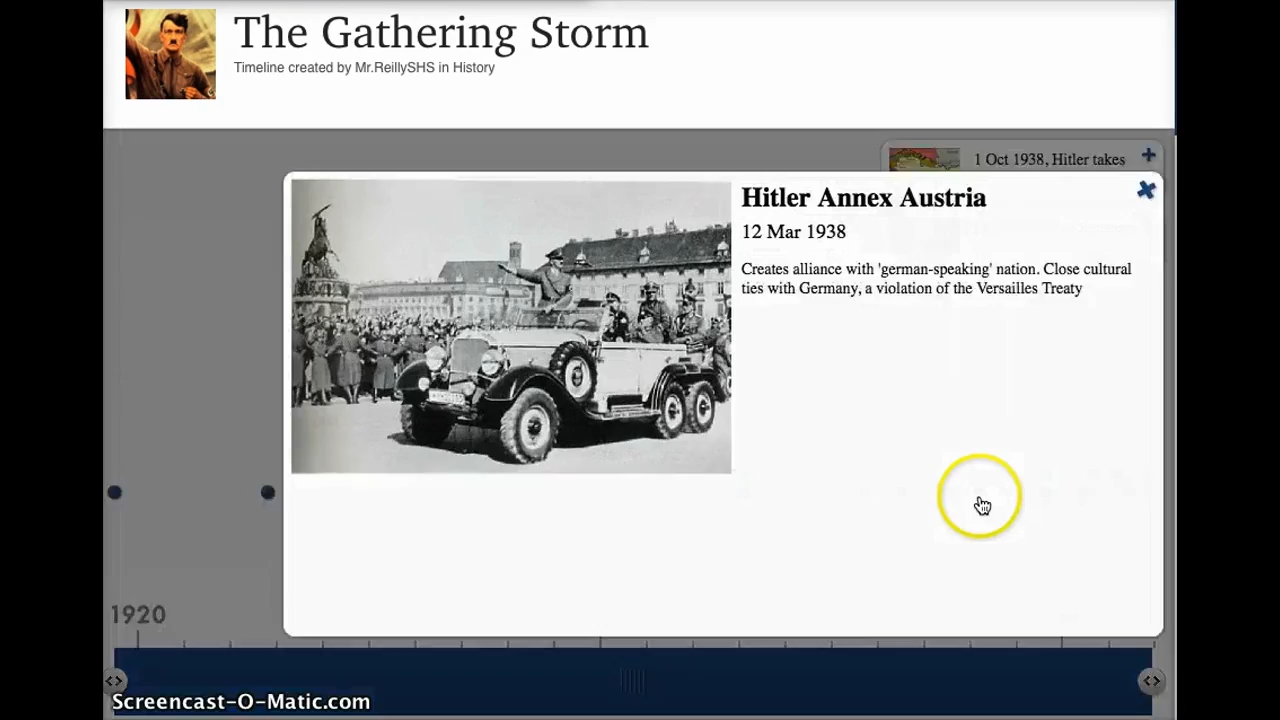 The Gathering Storm
Timeline created by Mr.ReillySHS in History
1 Oct 1938, Hitler takes
Hitler Annex Austria
12 Mar 1938
Creates alliance with 'german-speaking' nation. Close cultural
ties with Germany, a violation of the Versailles Treaty
1920
Screencast-O-Matic.com